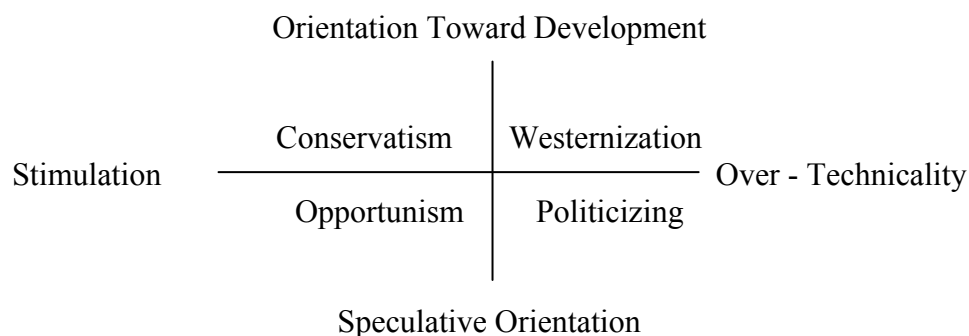 Orientation Toward Development
Conservatism Westernization
Stimulation Over - Technicality
Opportunism Politicizing
Speculative Orientation